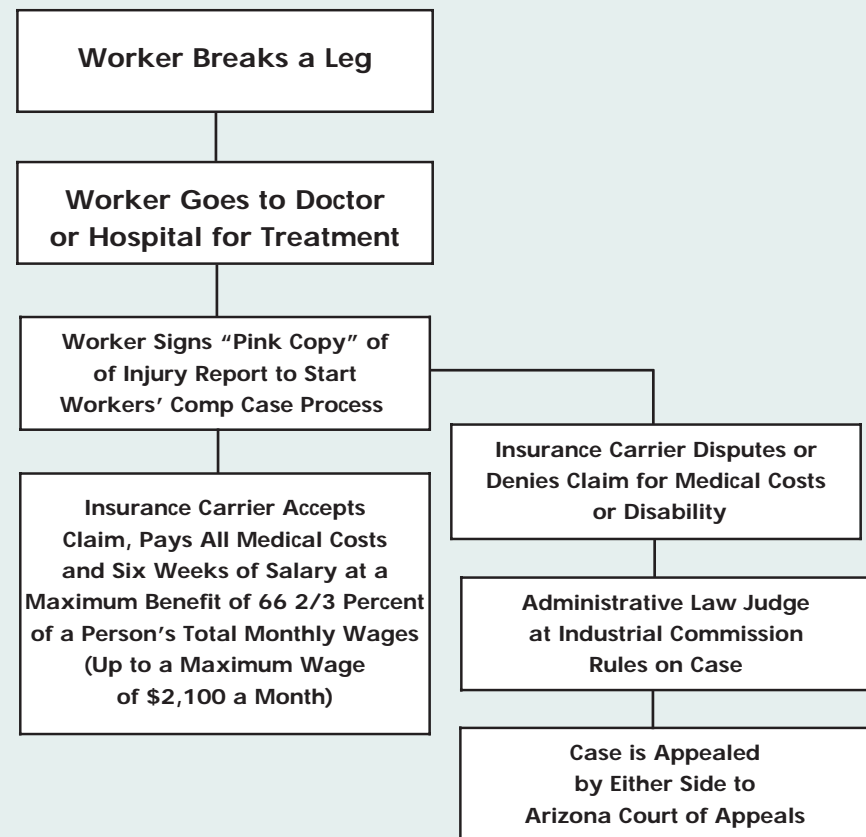 Worker Breaks a Leg
Worker Goes to Doctor
or Hospital for Treatment
Worker Signs “Pink Copy” of
of Injury Report to Start
Workers’ Comp Case Process
Insurance Carrier Accepts
Claim, Pays All Medical Costs
and Six Weeks of Salary at a
Maximum Benefit of 66 2/3 Percent
of a Person’s Total Monthly Wages
(Up to a Maximum Wage
of $2,100 a Month)
Insurance Carrier Disputes or
Denies Claim for Medical Costs
or Disability
Administrative Law Judge
at Industrial Commission
Rules on Case
Case is Appealed
by Either Side to
Arizona Court of Appeals